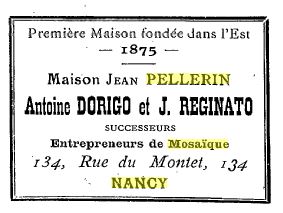 Première Maison fondée dans l'Est
— 1875 —
Maison JEAN PELLERIN
Antoine DORIGO et J. REGINATO
SUCCESSEURS
Entrepreneurs de Mosaïque
134, Rue du Montet, 134
NANCY